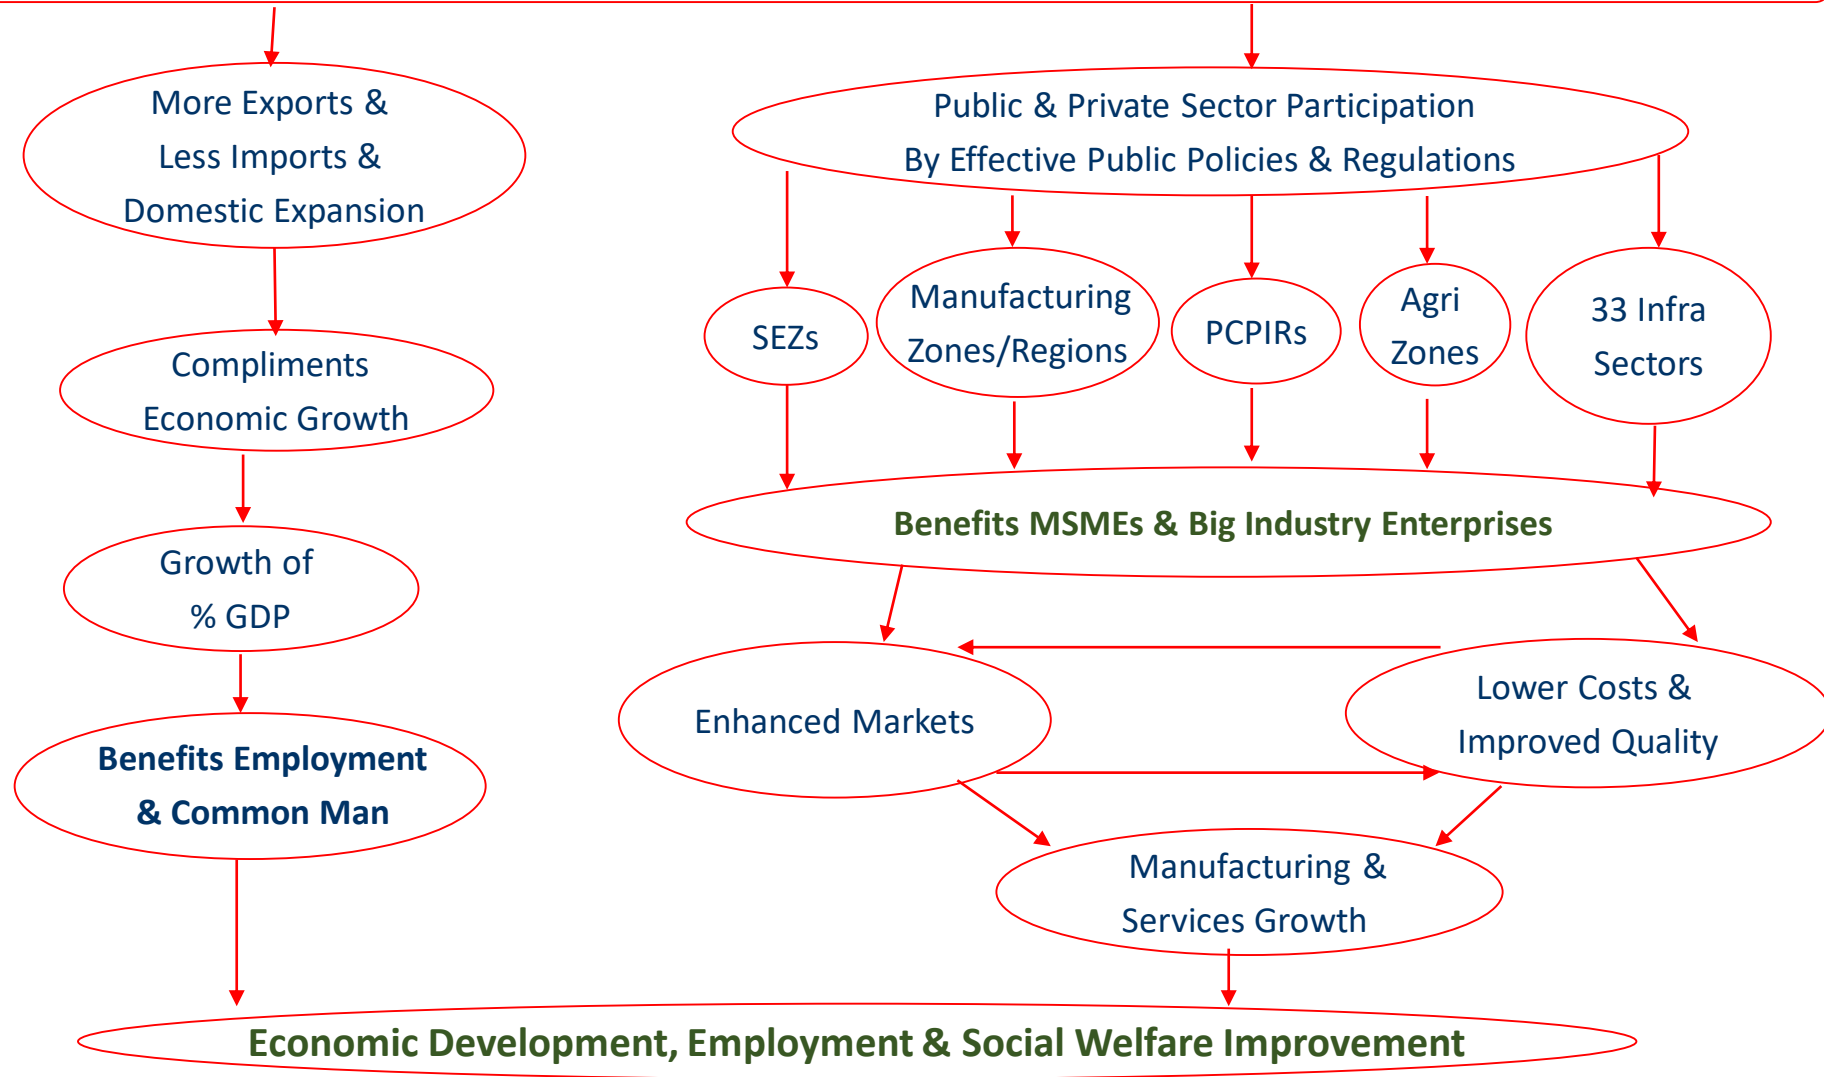 More Exports &
Less Imports &
Domestic Expansion
Public & Private Sector Participation
By Effective Public Policies & Regulations
SEZs
Manufacturing
Zones/Regions
PCPIRs
Agri
Zones
33 Infra
Sectors
Compliments
Economic Growth
Benefits MSMEs & Big Industry Enterprises
Growth of
% GDP
Enhanced Markets
Lower Costs &
Improved Quality
Benefits Employment
& Common Man
Manufacturing &
Services Growth
Economic Development, Employment & Social Welfare Improvement